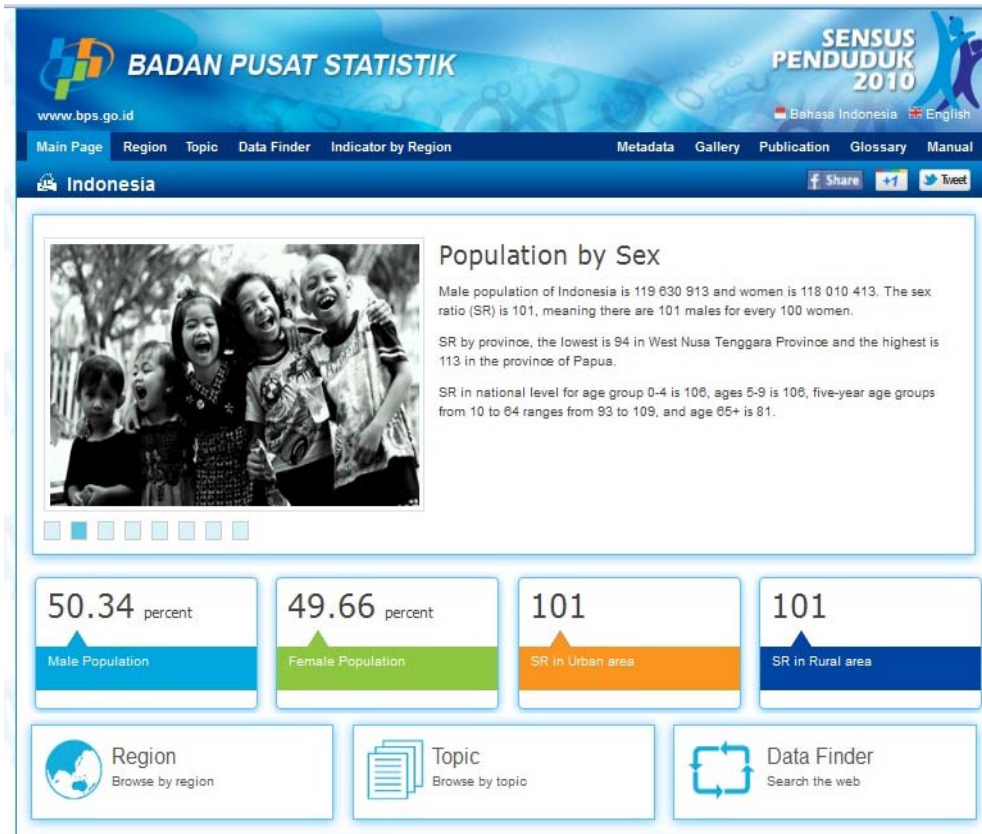 BADAN PUSAT STATISTIK
SENSUS
PENDUDUK
2010
www.bps.go.id
Bahasa Indonesia English
Main Page Region Topic Data Finder Indicator by Region Metadata Gallery Publication Glossary Manual
Indonesia
f Share +1 Tweet
Population by Sex
Male population of Indonesia is 119 630 913 and women is 118 010 413. The sex
ratio (SR) is 101, meaning there are 101 males for every 100 women.
SR by province, the lowest is 94 in West Nusa Tenggara Province and the highest is
113 in the province of Papua.
SR in national level for age group 0-4 is 106, ages 5-9 is 106, five-year age groups
from 10 to 64 ranges from 93 to 109, and age 65+ is 81.
50.34 percent
Male Population
49.66 percent
Female Population
101
SR in Urban area
101
SR in Rural area
Region
Browse by region
Topic
Browse by topic
Data Finder
Search the web